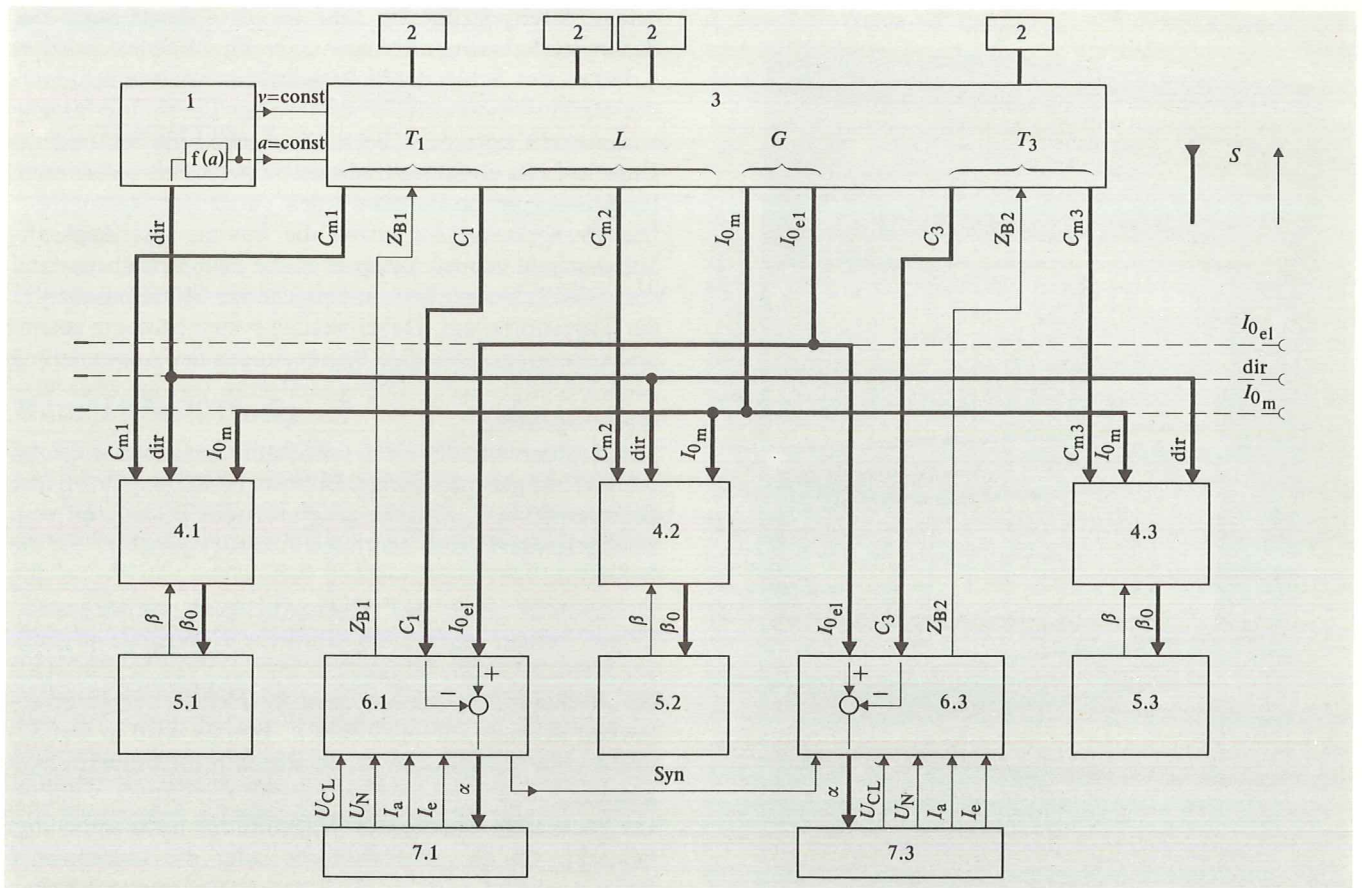 2 2 2 2
1 v=const 3
f(a) a=const T₁ L G T₃ S
dir Cm1 ZB1 C₁ Cm2 I0m I0el C₃ ZB2 Cm3
I0el
dir
I0m
Cm1 dir I0m Cm2 dir I0m Cm3 I0m dir
4.1 4.2 4.3
β β₀ ZB1 C₁ I0el β β₀ I0el C₃ ZB2 β β₀
− + + −
5.1 6.1 5.2 6.3 5.3
Syn
UCL UN Ia Ie α α UCL UN Ia Ie
7.1 7.3